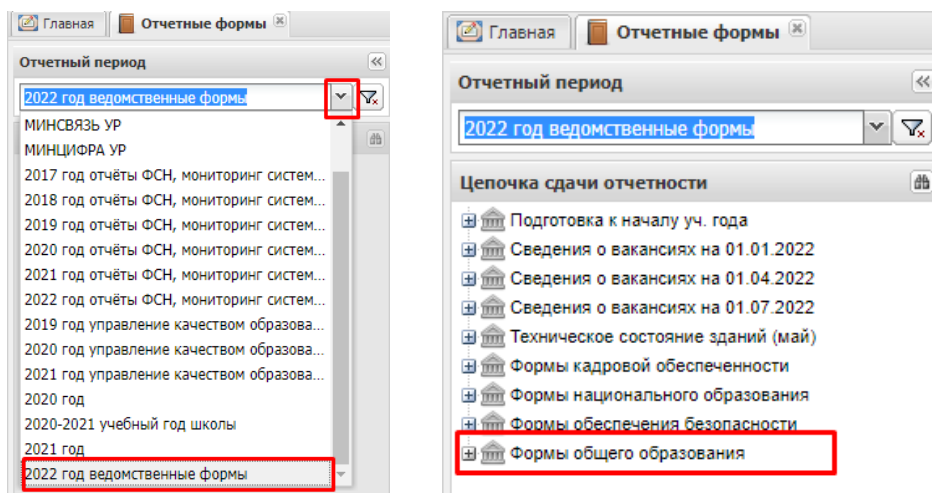 Главная
Отчетные формы
Отчетный период
2022 год ведомственные формы
МИНСВЯЗЬ УР
МИНЦИФРА УР
2017 год отчёты ФСН, мониторинг систем...
2018 год отчёты ФСН, мониторинг систем...
2019 год отчёты ФСН, мониторинг систем...
2020 год отчёты ФСН, мониторинг систем...
2021 год отчёты ФСН, мониторинг систем...
2022 год отчёты ФСН, мониторинг систем...
2019 год управление качеством образова...
2020 год управление качеством образова...
2021 год управление качеством образова...
2020 год
2020-2021 учебный год школы
2021 год
2022 год ведомственные формы
Главная
Отчетные формы
Отчетный период
2022 год ведомственные формы
Цепочка сдачи отчетности
Подготовка к началу уч. года
Сведения о вакансиях на 01.01.2022
Сведения о вакансиях на 01.04.2022
Сведения о вакансиях на 01.07.2022
Техническое состояние зданий (май)
Формы кадровой обеспеченности
Формы национального образования
Формы обеспечения безопасности
Формы общего образования